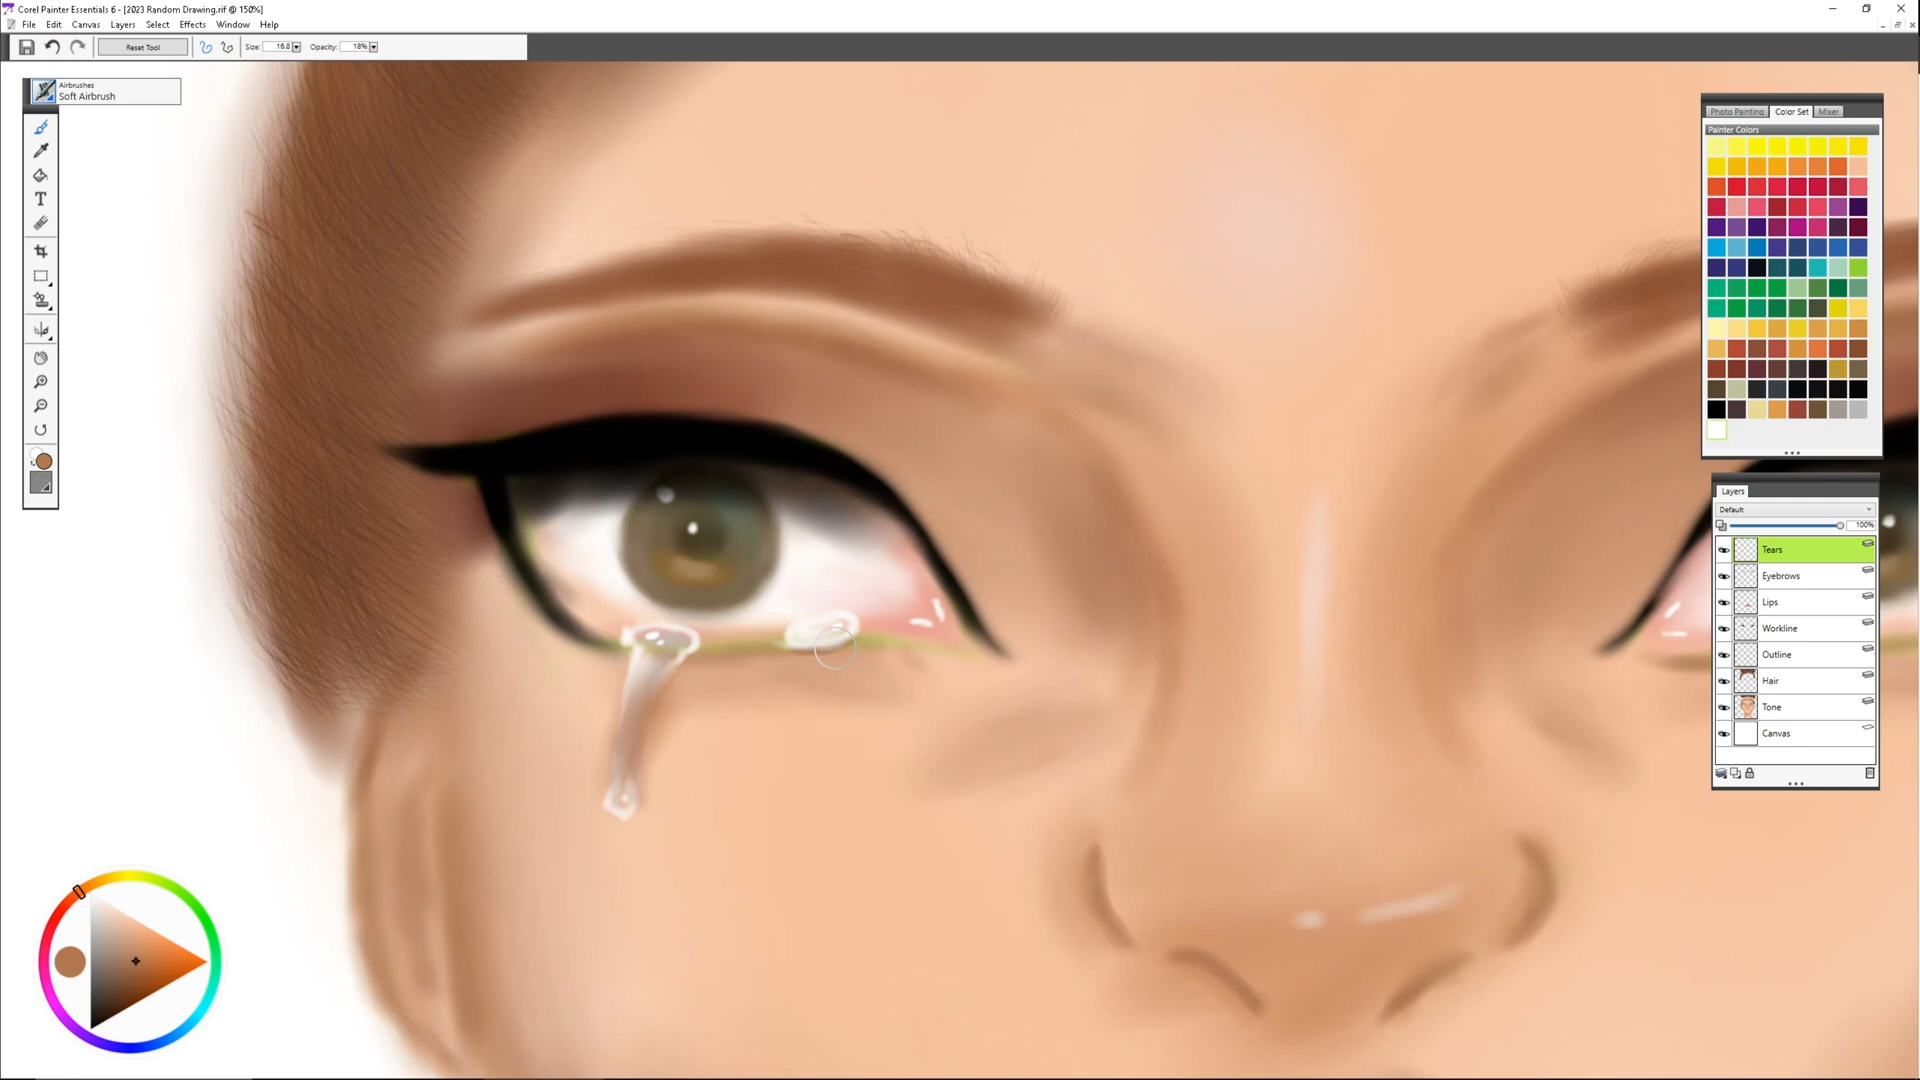 Corel Painter Essentials 6 - [2023 Random Drawing.rif @ 150%]
File Edit Canvas Layers Select Effects Window Help
Reset Tool Size: 16.8 Opacity: 18%
Airbrushes
Soft Airbrush
T
Photo Painting Color Set Mixer
Painter Colors
Layers
Default
100%
Tears
Eyebrows
Lips
Workline
Outline
Hair
Tone
Canvas